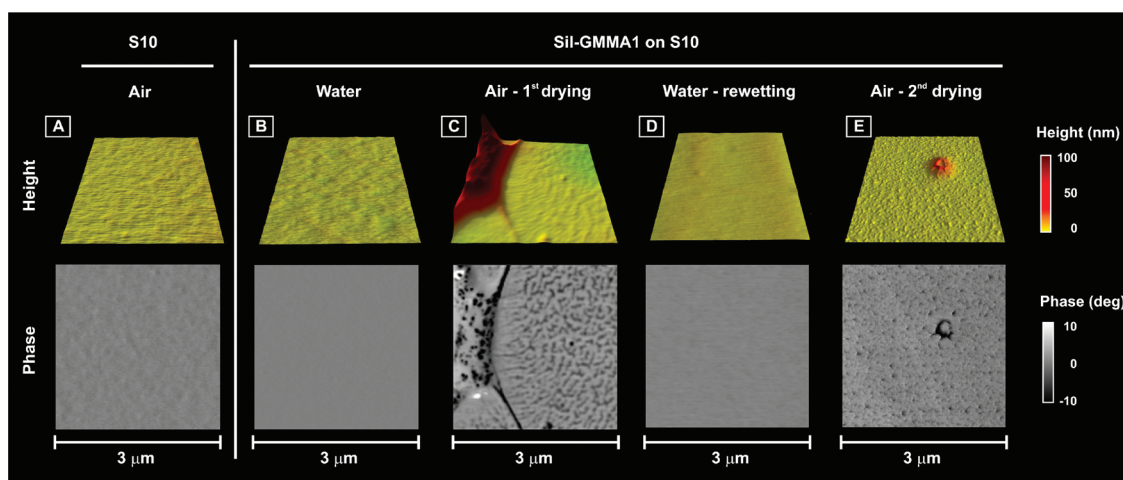 S10
Sil-GMMA1 on S10
Air
Water
Air - 1st drying
Water - rewetting
Air - 2nd drying
A
B
C
D
E
Height
Height (nm)
100
50
0
Phase
Phase (deg)
10
0
-10
3 μm
3 μm
3 μm
3 μm
3 μm